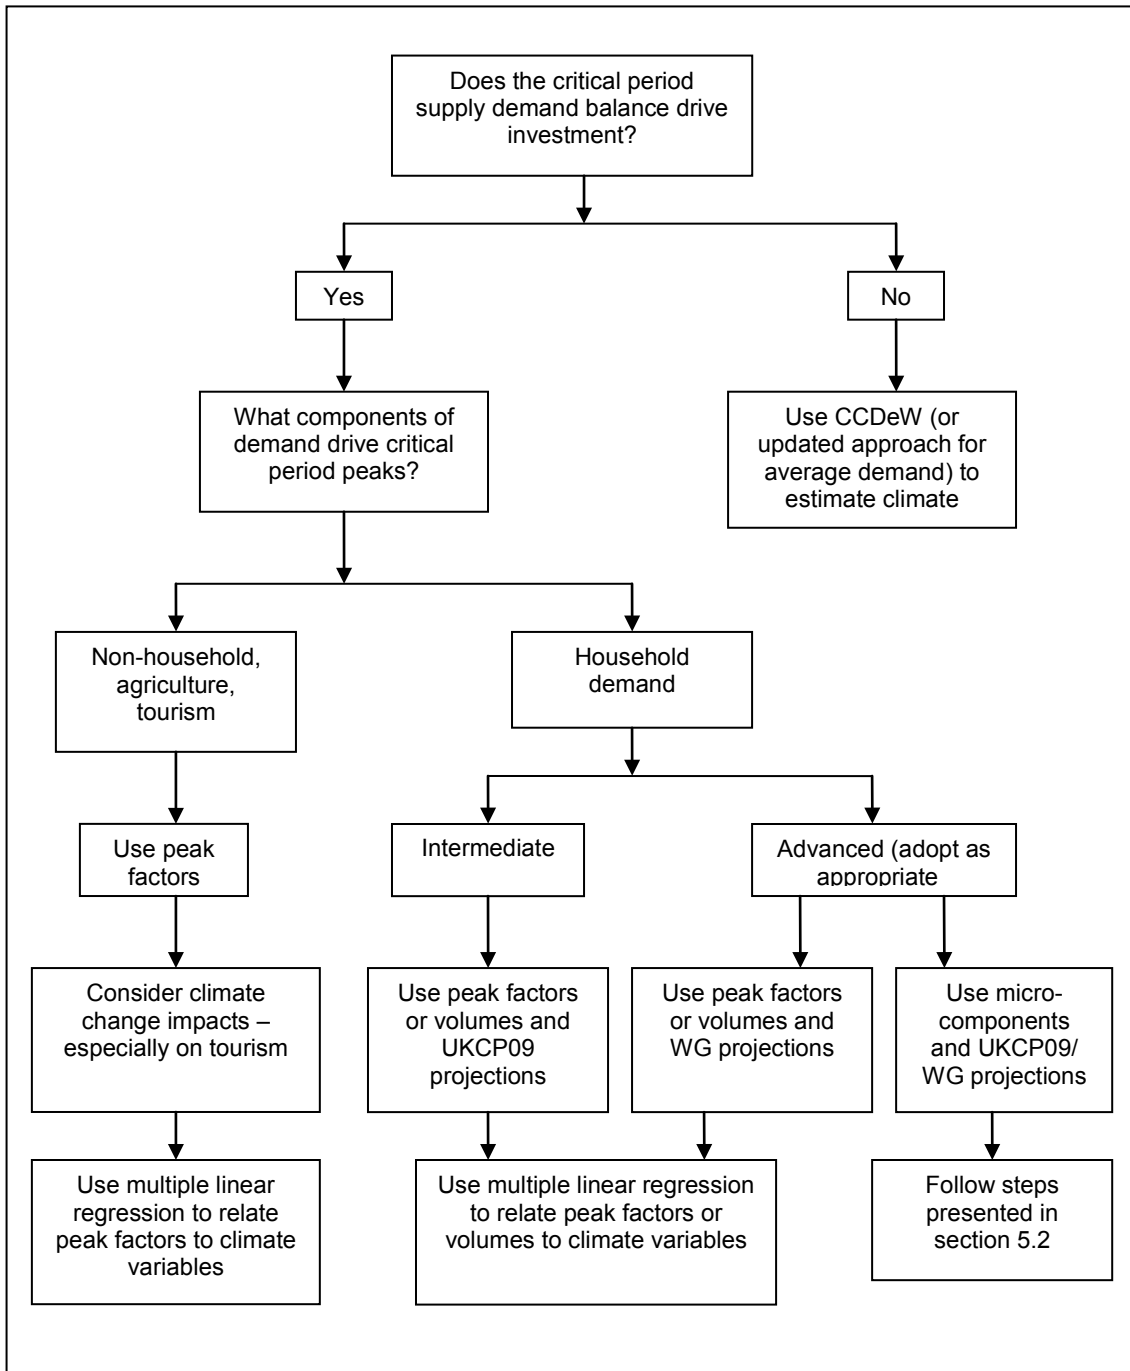 Does the critical period
supply demand balance drive
investment?
Yes
No
What components of
demand drive critical
period peaks?
Use CCDeW (or
updated approach for
average demand) to
estimate climate
Non-household,
agriculture,
tourism
Household
demand
Use peak
factors
Intermediate
Advanced (adopt as
appropriate
Consider climate
change impacts –
especially on tourism
Use peak factors
or volumes and
UKCP09
projections
Use peak factors
or volumes and
WG projections
Use micro-
components
and UKCP09/
WG projections
Use multiple linear
regression to relate
peak factors to climate
variables
Use multiple linear regression
to relate peak factors or
volumes to climate variables
Follow steps
presented in
section 5.2